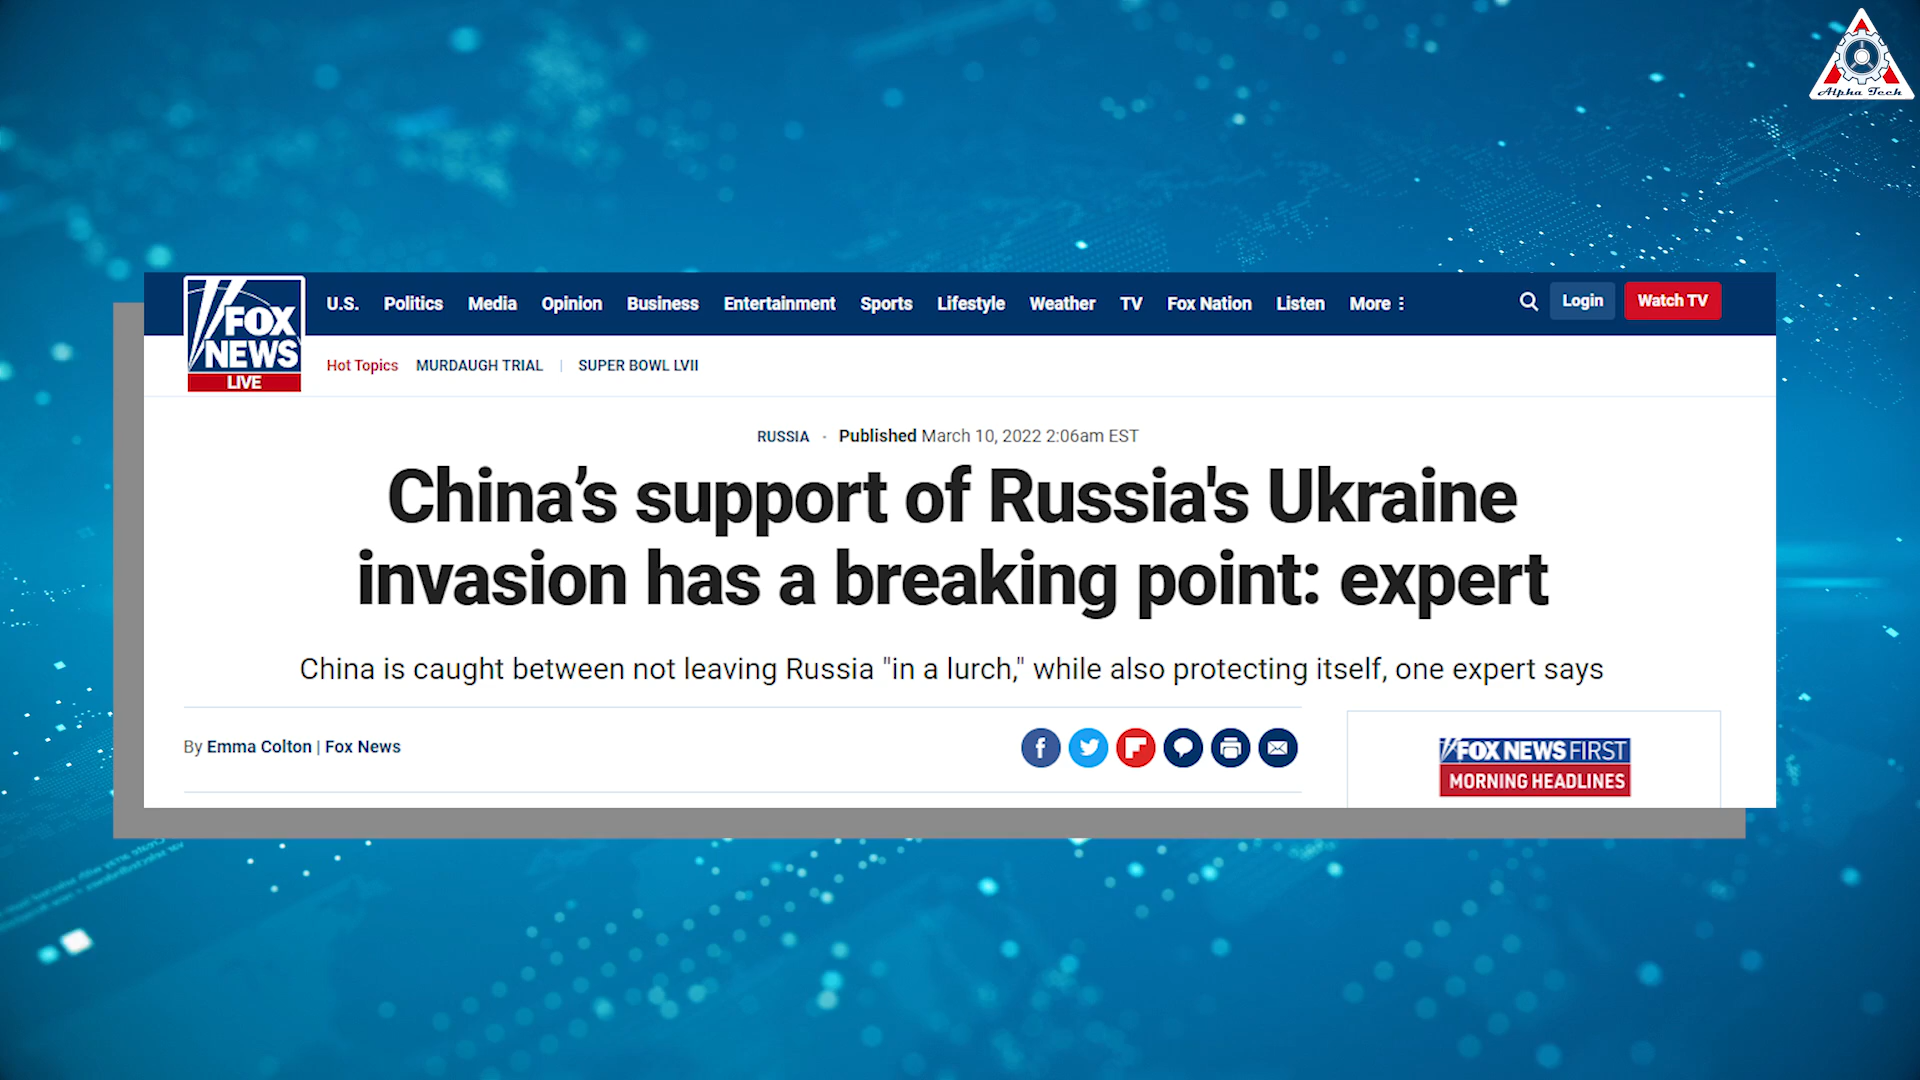 Alpha Tech
FOX
NEWS
LIVE
U.S. Politics Media Opinion Business Entertainment Sports Lifestyle Weather TV Fox Nation Listen More Login Watch TV
Hot Topics MURDAUGH TRIAL | SUPER BOWL LVII
RUSSIA · Published March 10, 2022 2:06am EST
China’s support of Russia's Ukraine
invasion has a breaking point: expert
China is caught between not leaving Russia "in a lurch," while also protecting itself, one expert says
By Emma Colton | Fox News
FOX NEWS FIRST
MORNING HEADLINES